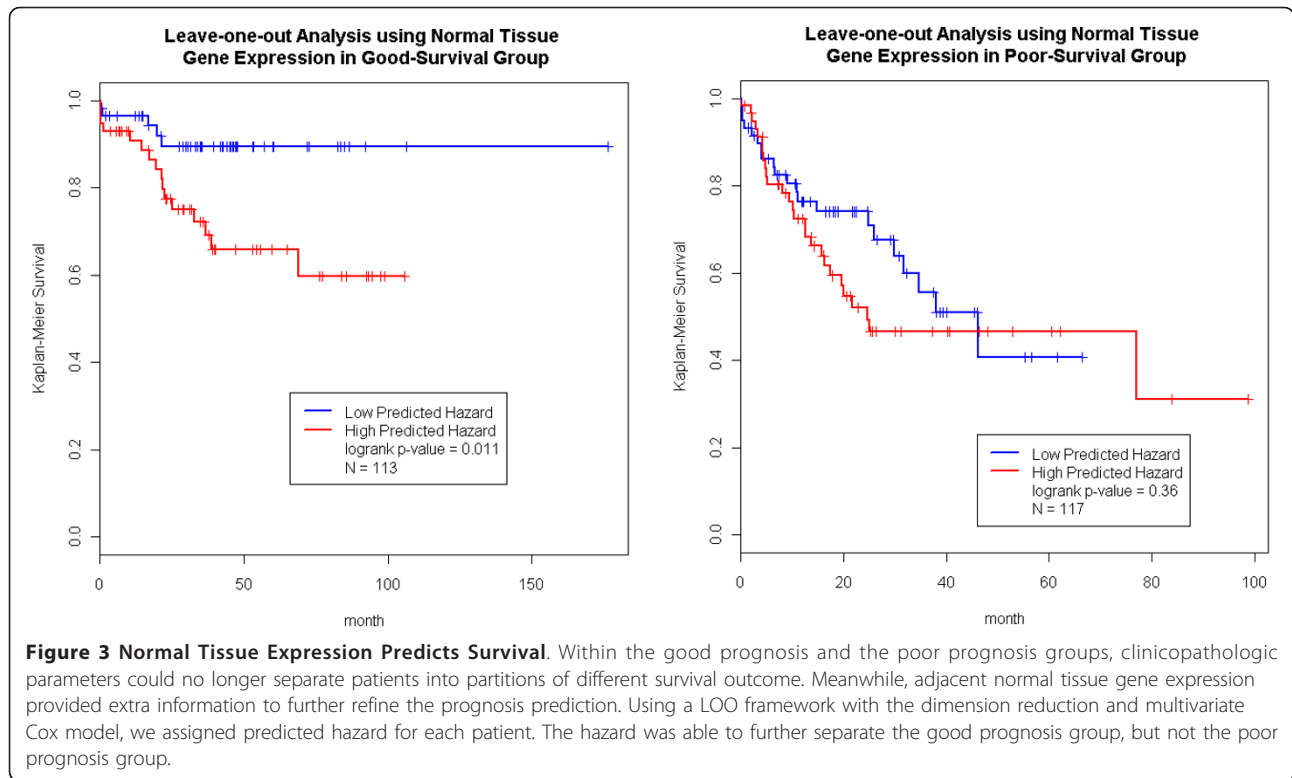 Leave-one-out Analysis using Normal Tissue
Gene Expression in Good-Survival Group
Kaplan-Meier Survival
1.0
0.8
0.6
0.4
0.2
0.0
Low Predicted Hazard
High Predicted Hazard
logrank p-value = 0.011
N = 113
0
50
100
150
month
Leave-one-out Analysis using Normal Tissue
Gene Expression in Poor-Survival Group
Kaplan-Meier Survival
1.0
0.8
0.6
0.4
0.2
0.0
Low Predicted Hazard
High Predicted Hazard
logrank p-value = 0.36
N = 117
0
20
40
60
80
100
month
Figure 3 Normal Tissue Expression Predicts Survival. Within the good prognosis and the poor prognosis groups, clinicopathologic
parameters could no longer separate patients into partitions of different survival outcome. Meanwhile, adjacent normal tissue gene expression
provided extra information to further refine the prognosis prediction. Using a LOO framework with the dimension reduction and multivariate
Cox model, we assigned predicted hazard for each patient. The hazard was able to further separate the good prognosis group, but not the poor
prognosis group.